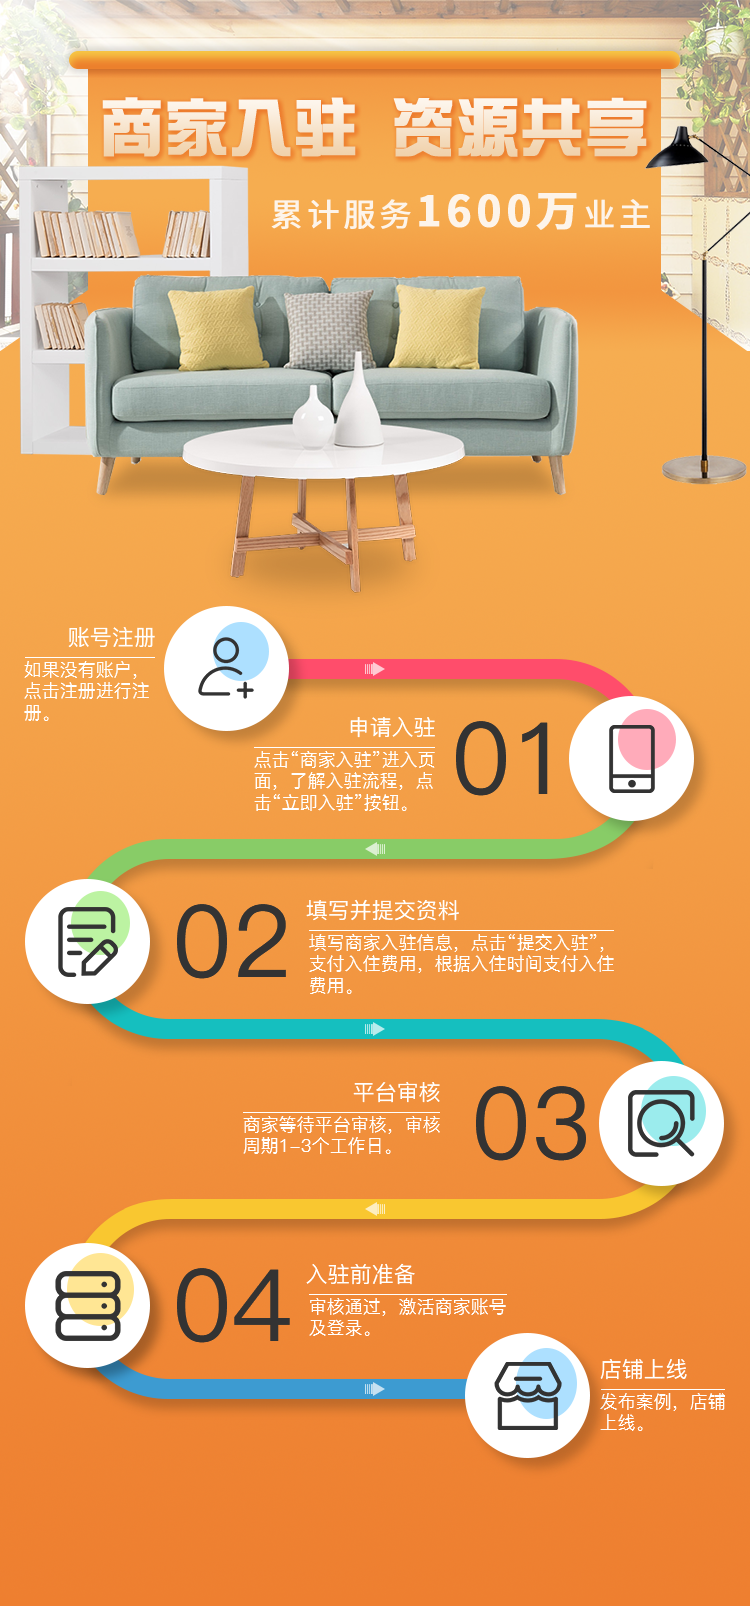 商家入驻 资源共享
累计服务1600万业主
账号注册
如果没有账户，
点击注册进行注
册。
申请入驻
点击“商家入驻”进入页
面，了解入驻流程，点
击“立即入驻”按钮。
01
02
填写并提交资料
填写商家入驻信息，点击“提交入驻”，
支付入住费用，根据入住时间支付入住
费用。
平台审核
商家等待平台审核，审核
周期1-3个工作日。
03
04
入驻前准备
审核通过，激活商家账号
及登录。
店铺上线
发布案例，店铺
上线。